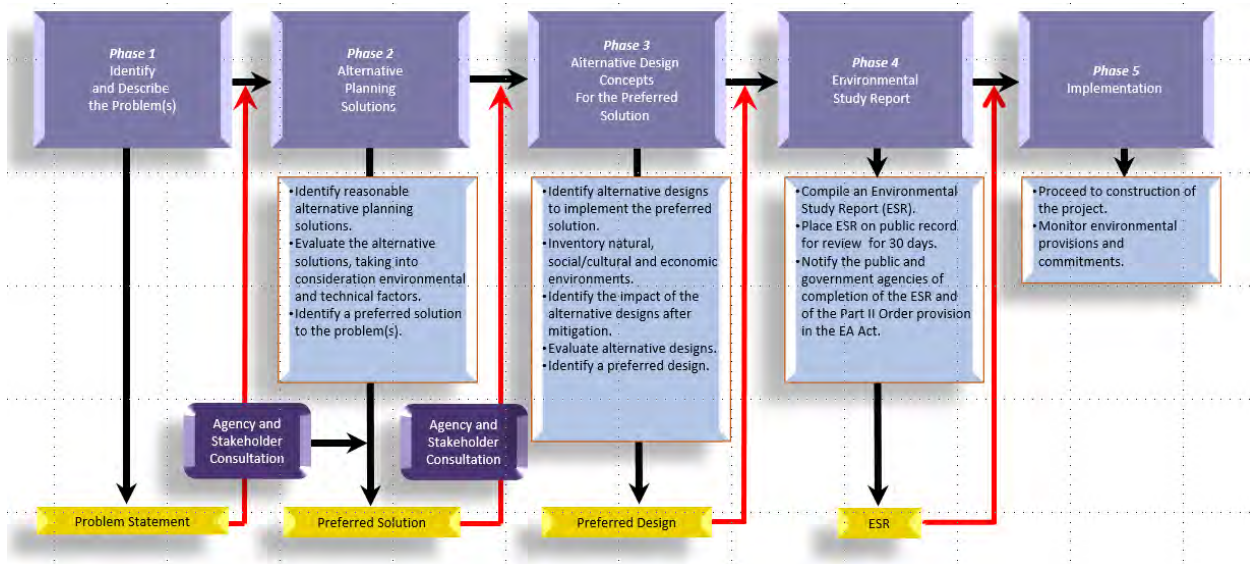 Phase 1
Identify
and Describe
the Problem(s)
Phase 2
Alternative
Planning
Solutions
Phase 3
Alternative Design
Concepts
For the Preferred
Solution
Phase 4
Environmental
Study Report
Phase 5
Implementation
•Identify reasonable
alternative planning
solutions.
•Evaluate the alternative
solutions, taking into
consideration environmental
and technical factors.
•Identify a preferred solution
to the problem(s).
•Identify alternative designs
to implement the preferred
solution.
•Inventory natural,
social/cultural and economic
environments.
•Identify the impact of the
alternative designs after
mitigation.
•Evaluate alternative designs.
•Identify a preferred design.
•Compile an Environmental
Study Report (ESR).
•Place ESR on public record
for review for 30 days.
•Notify the public and
government agencies of
completion of the ESR and
of the Part II Order provision
in the EA Act.
•Proceed to construction of
the project.
•Monitor environmental
provisions and
commitments.
Agency and
Stakeholder
Consultation
Agency and
Stakeholder
Consultation
Problem Statement
Preferred Solution
Preferred Design
ESR